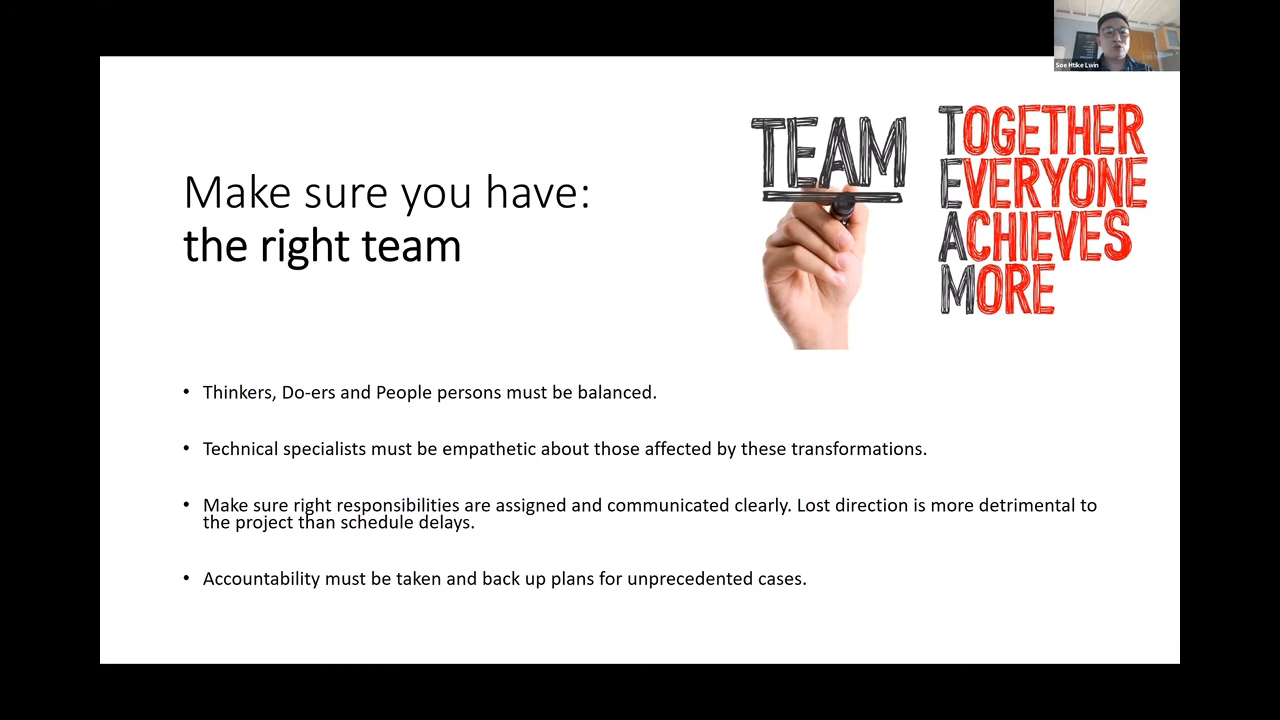 Soe Htike Lwin
TEAM
TOGETHER
EVERYONE
ACHIEVES
MORE
Make sure you have:
the right team
• Thinkers, Do-ers and People persons must be balanced.
• Technical specialists must be empathetic about those affected by these transformations.
• Make sure right responsibilities are assigned and communicated clearly. Lost direction is more detrimental to
the project than schedule delays.
• Accountability must be taken and back up plans for unprecedented cases.